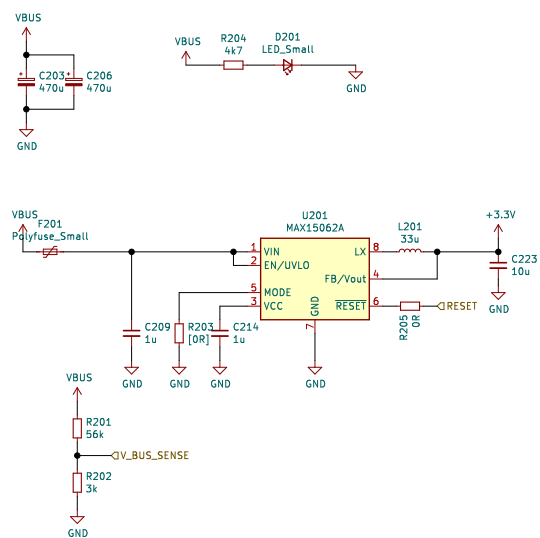 VBUS
C203
470u
C206
470u
GND
VBUS
R204
4k7
D201
LED_Small
GND
VBUS
F201
Polyfuse_Small
U201
MAX15062A
1
VIN
2
EN/UVLO
5
MODE
3
VCC
GND
7
LX
8
FB/Vout
4
RESET
6
L201
33u
+3.3V
C223
10u
GND
R205
0R
RESET
C209
1u
GND
R203
[0R]
GND
C214
1u
GND
GND
VBUS
R201
56k
V_BUS_SENSE
R202
3k
GND